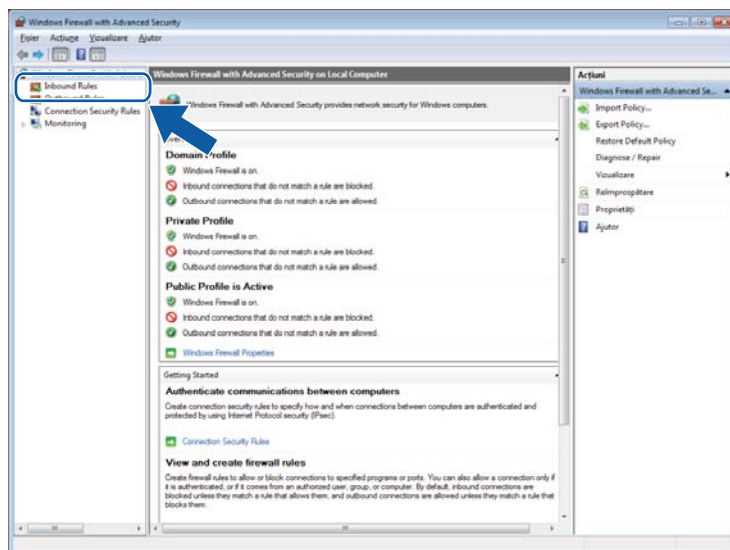 Windows Firewall with Advanced Security
Fișier Acțiune Vizualizare Ajutor
Inbound Rules
Outbound Rules
Connection Security Rules
Monitoring
Windows Firewall with Advanced Security on Local Computer
Windows Firewall with Advanced Security provides network security for Windows computers.
Domain Profile
Windows Firewall is on.
Inbound connections that do not match a rule are blocked.
Outbound connections that do not match a rule are allowed.
Private Profile
Windows Firewall is on.
Inbound connections that do not match a rule are blocked.
Outbound connections that do not match a rule are allowed.
Public Profile is Active
Windows Firewall is on.
Inbound connections that do not match a rule are blocked.
Outbound connections that do not match a rule are allowed.
Windows Firewall Properties
Getting Started
Authenticate communications between computers
Create connection security rules to specify how and when connections between computers are authenticated and
protected by using Internet Protocol security (IPsec).
Connection Security Rules
View and create firewall rules
Create firewall rules to allow or block connections to specified programs or ports. You can also allow a connection only if
it is authenticated, or if it comes from an authorized user, group, or computer. By default, inbound connections are
blocked unless they match a rule that allows them, and outbound connections are allowed unless they match a rule that
blocks them.
Acțiuni
Windows Firewall with Advanced Se...
Import Policy...
Export Policy...
Restore Default Policy
Diagnose / Repair
Vizualizare
Reîmprospătare
Proprietăți
Ajutor